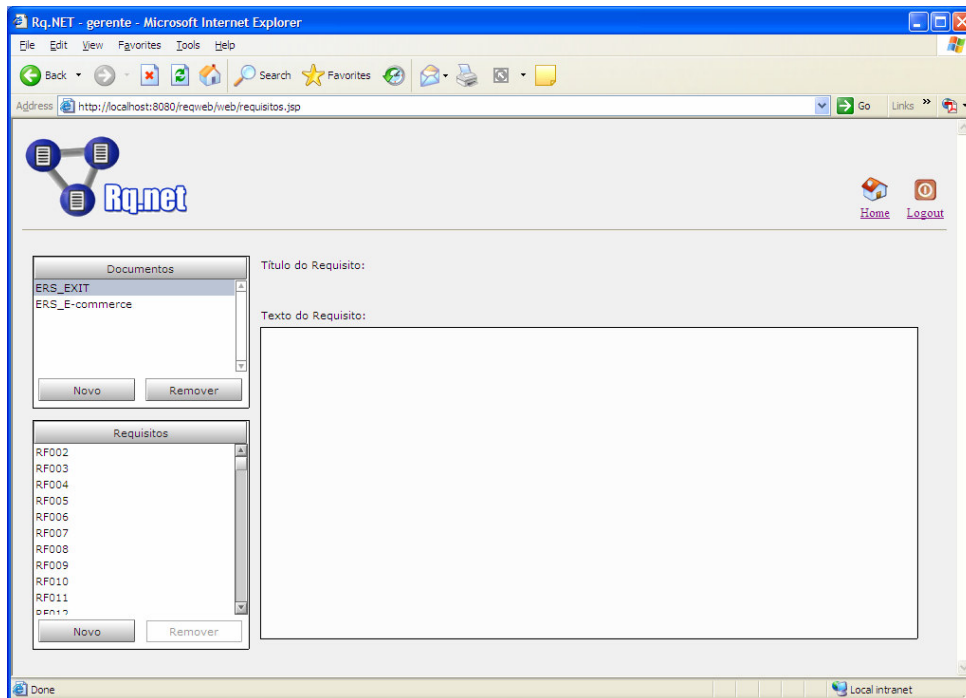 Rq.NET - gerente - Microsoft Internet Explorer
File Edit View Favorites Tools Help
Back Search Favorites
Address http://localhost:8080/reqweb/web/requisitos.jsp Go Links »
Rq.net
Home Logout
Documentos
ERS_EXIT
ERS_E-commerce
Novo Remover
Requisitos
RF002
RF003
RF004
RF005
RF006
RF007
RF008
RF009
RF010
RF011
RF012
Novo Remover
Título do Requisito:
Texto do Requisito:
Done Local intranet